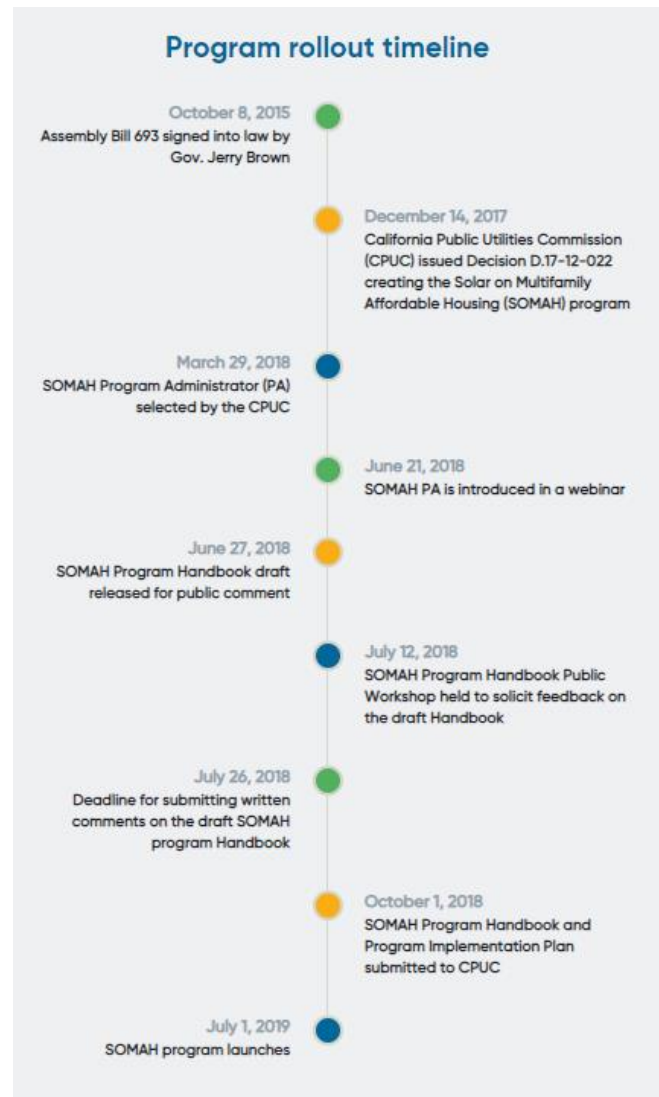 Program rollout timeline
October 8, 2015
Assembly Bill 693 signed into law by
Gov. Jerry Brown
December 14, 2017
California Public Utilities Commission
(CPUC) issued Decision D.17-12-022
creating the Solar on Multifamily
Affordable Housing (SOMAH) program
March 29, 2018
SOMAH Program Administrator (PA)
selected by the CPUC
June 21, 2018
SOMAH PA is introduced in a webinar
June 27, 2018
SOMAH Program Handbook draft
released for public comment
July 12, 2018
SOMAH Program Handbook Public
Workshop held to solicit feedback on
the draft Handbook
July 26, 2018
Deadline for submitting written
comments on the draft SOMAH
program Handbook
October 1, 2018
SOMAH Program Handbook and
Program Implementation Plan
submitted to CPUC
July 1, 2019
SOMAH program launches